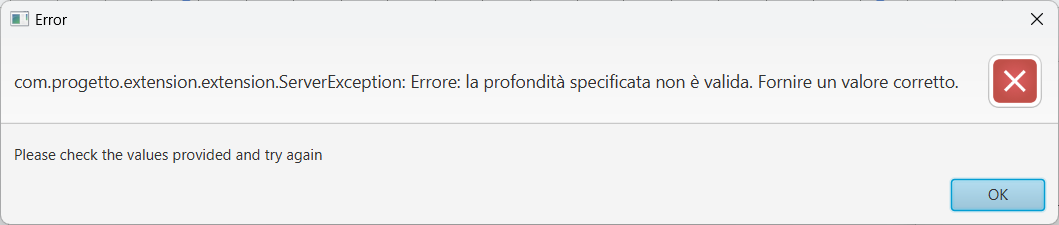 Error
com.progetto.extension.extension.ServerException: Errore: la profondità specificata non è valida. Fornire un valore corretto.
Please check the values provided and try again
OK